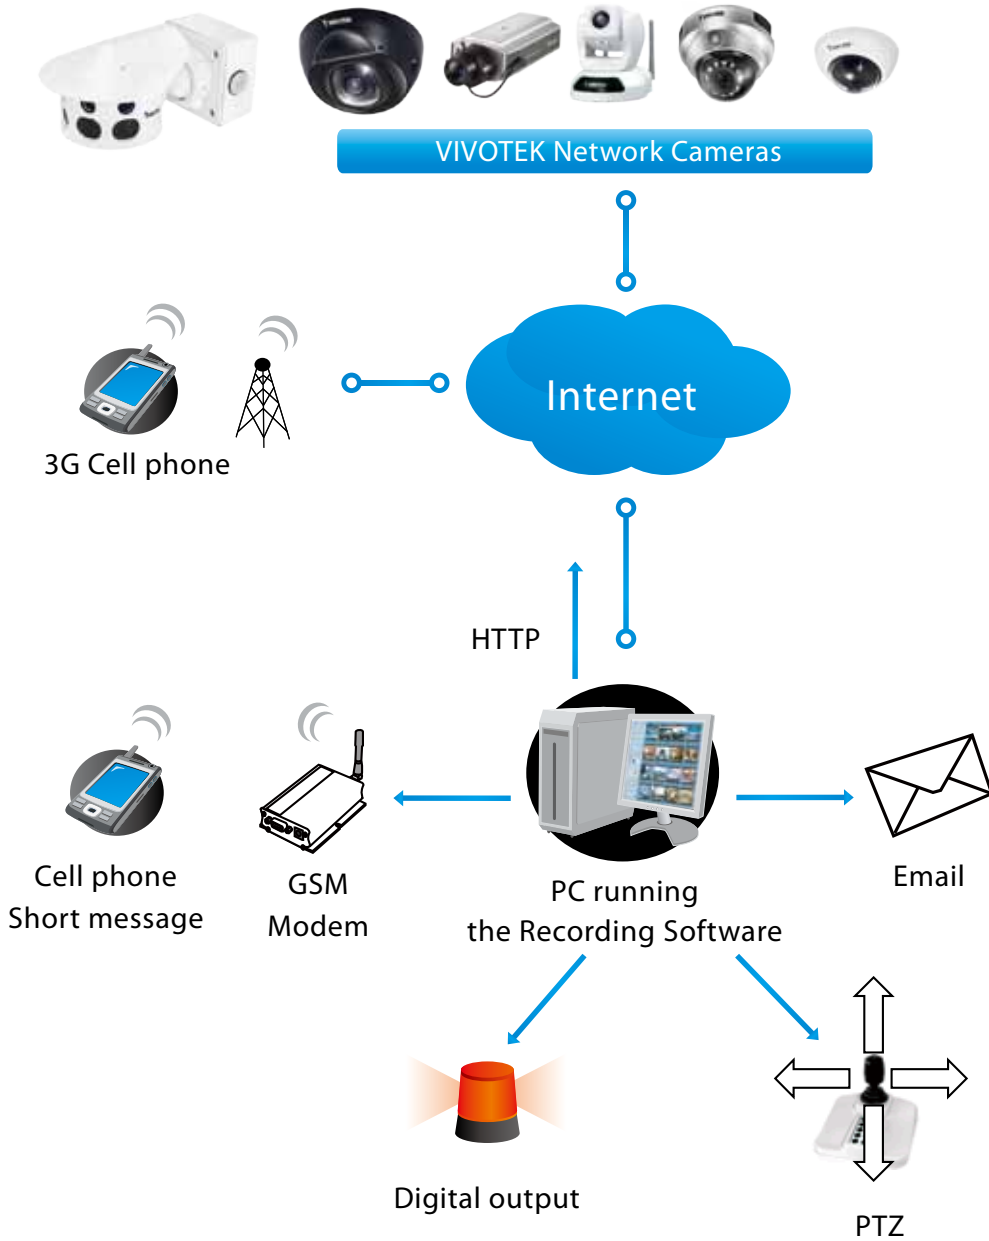 VIVOTEK Network Cameras
Internet
3G Cell phone
HTTP
Cell phone
Short message
GSM
Modem
PC running
the Recording Software
Email
Digital output
PTZ